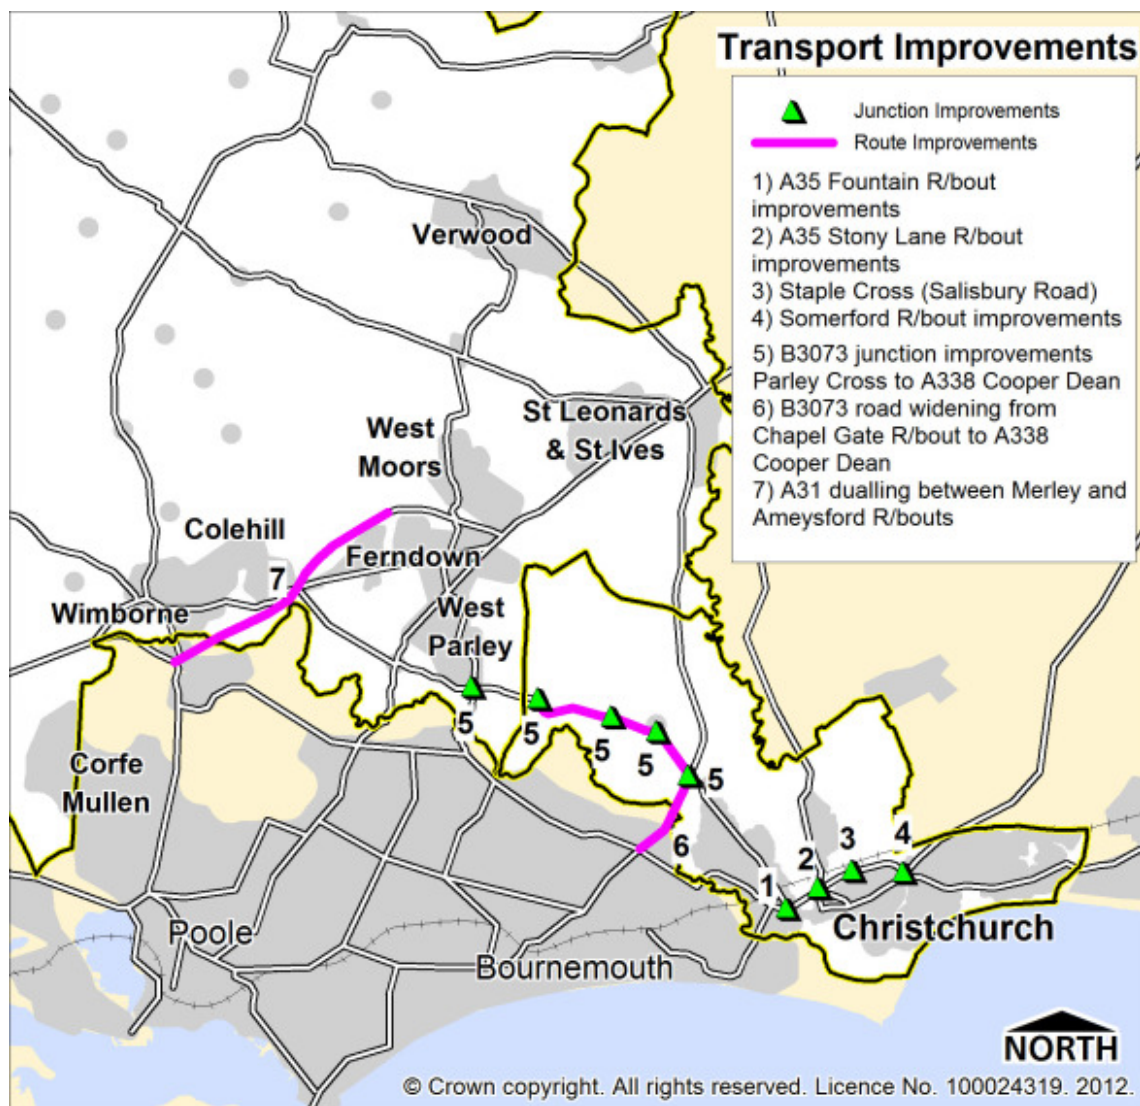 Transport Improvements
Junction Improvements
Route Improvements
1) A35 Fountain R/bout
improvements
2) A35 Stony Lane R/bout
improvements
3) Staple Cross (Salisbury Road)
4) Somerford R/bout improvements
5) B3073 junction improvements
Parley Cross to A338 Cooper Dean
6) B3073 road widening from
Chapel Gate R/bout to A338
Cooper Dean
7) A31 dualling between Merley and
Ameysford R/bouts
Verwood
St Leonards
& St Ives
West
Moors
Colehill
Ferndown
7
Wimborne
West
Parley
5
5
5
5
5
Corfe
Mullen
6
1
2
3
4
Christchurch
Poole
Bournemouth
NORTH
© Crown copyright. All rights reserved. Licence No. 100024319. 2012.